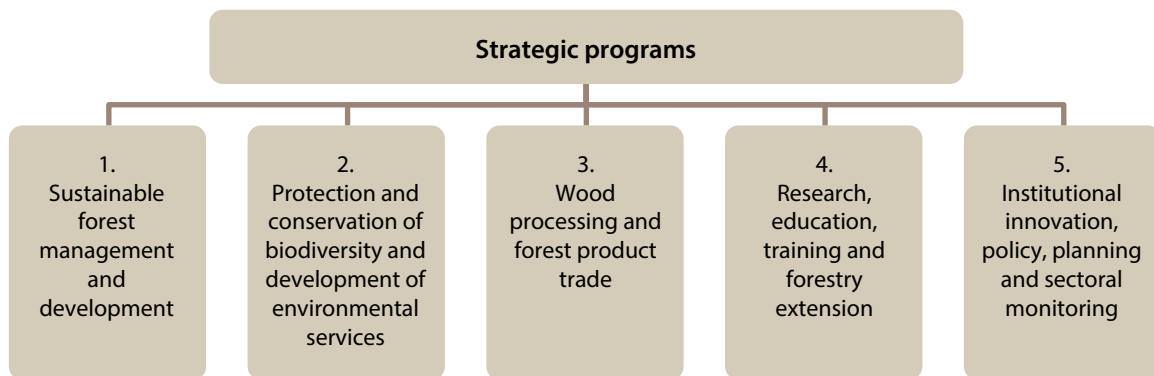 Strategic programs
1.
Sustainable
forest
management
and
development
2.
Protection and
conservation of
biodiversity and
development of
environmental
services
3.
Wood
processing and
forest product
trade
4.
Research,
education,
training and
forestry
extension
5.
Institutional
innovation,
policy, planning
and sectoral
monitoring